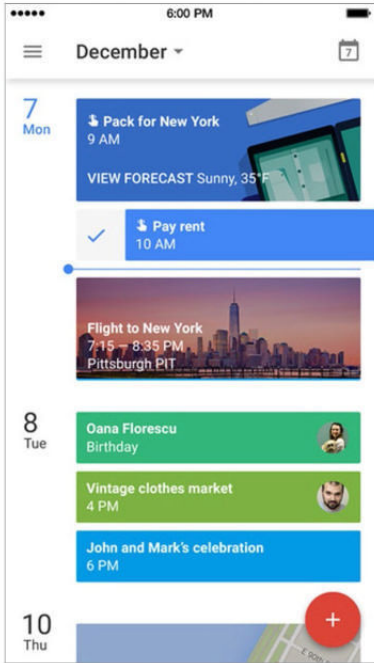 6:00 PM
December
7
7
Mon
Pack for New York
9 AM
VIEW FORECAST Sunny, 35°F
Pay rent
10 AM
Flight to New York
7:15 – 8:35 PM
Pittsburgh PIT
8
Tue
Oana Florescu
Birthday
Vintage clothes market
4 PM
John and Mark's celebration
6 PM
10
Thu
+
E 90th